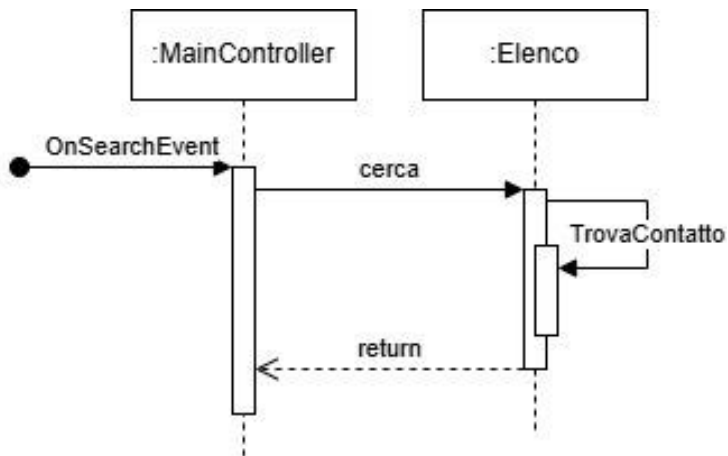 :MainController
:Elenco
OnSearchEvent
cerca
TrovaContatto
return